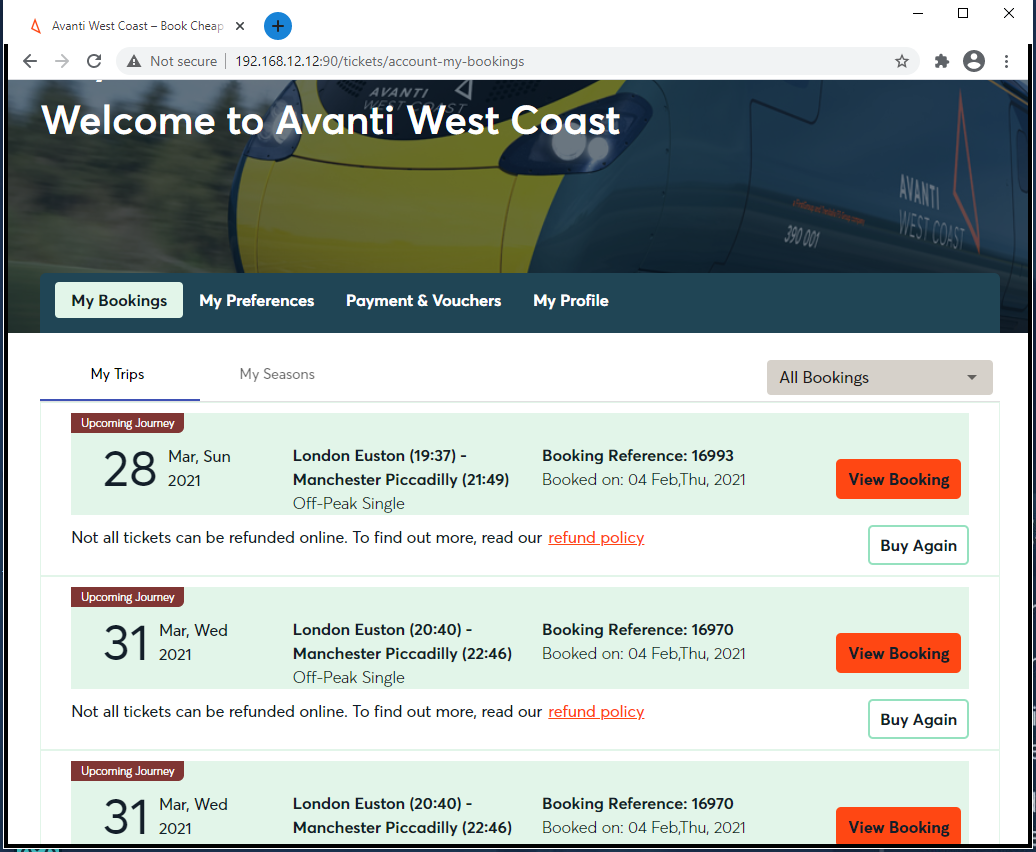 Avanti West Coast – Book Cheap
Not secure
192.168.12.12:90/tickets/account-my-bookings
AVANTI
WEST COAST
Welcome to Avanti West Coast
AVANTI
WEST COAST
390 001
My Bookings
My Preferences
Payment & Vouchers
My Profile
My Trips
My Seasons
All Bookings
Upcoming Journey
28
Mar, Sun
2021
London Euston (19:37) -
Manchester Piccadilly (21:49)
Off-Peak Single
Booking Reference: 16993
Booked on: 04 Feb,Thu, 2021
View Booking
Not all tickets can be refunded online. To find out more, read our refund policy
Buy Again
Upcoming Journey
31
Mar, Wed
2021
London Euston (20:40) -
Manchester Piccadilly (22:46)
Off-Peak Single
Booking Reference: 16970
Booked on: 04 Feb,Thu, 2021
View Booking
Not all tickets can be refunded online. To find out more, read our refund policy
Buy Again
Upcoming Journey
31
Mar, Wed
2021
London Euston (20:40) -
Manchester Piccadilly (22:46)
Booking Reference: 16970
Booked on: 04 Feb,Thu, 2021
View Booking